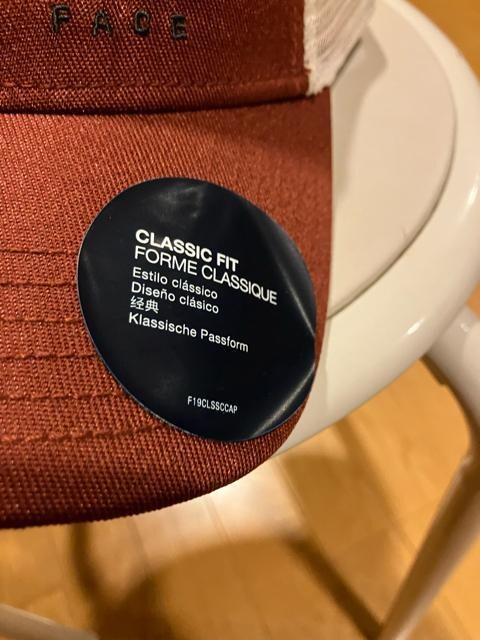 FACE
CLASSIC FIT
FORME CLASSIQUE
Estilo clássico
Diseño clásico
经典
Klassische Passform
F19CLSSCCAP